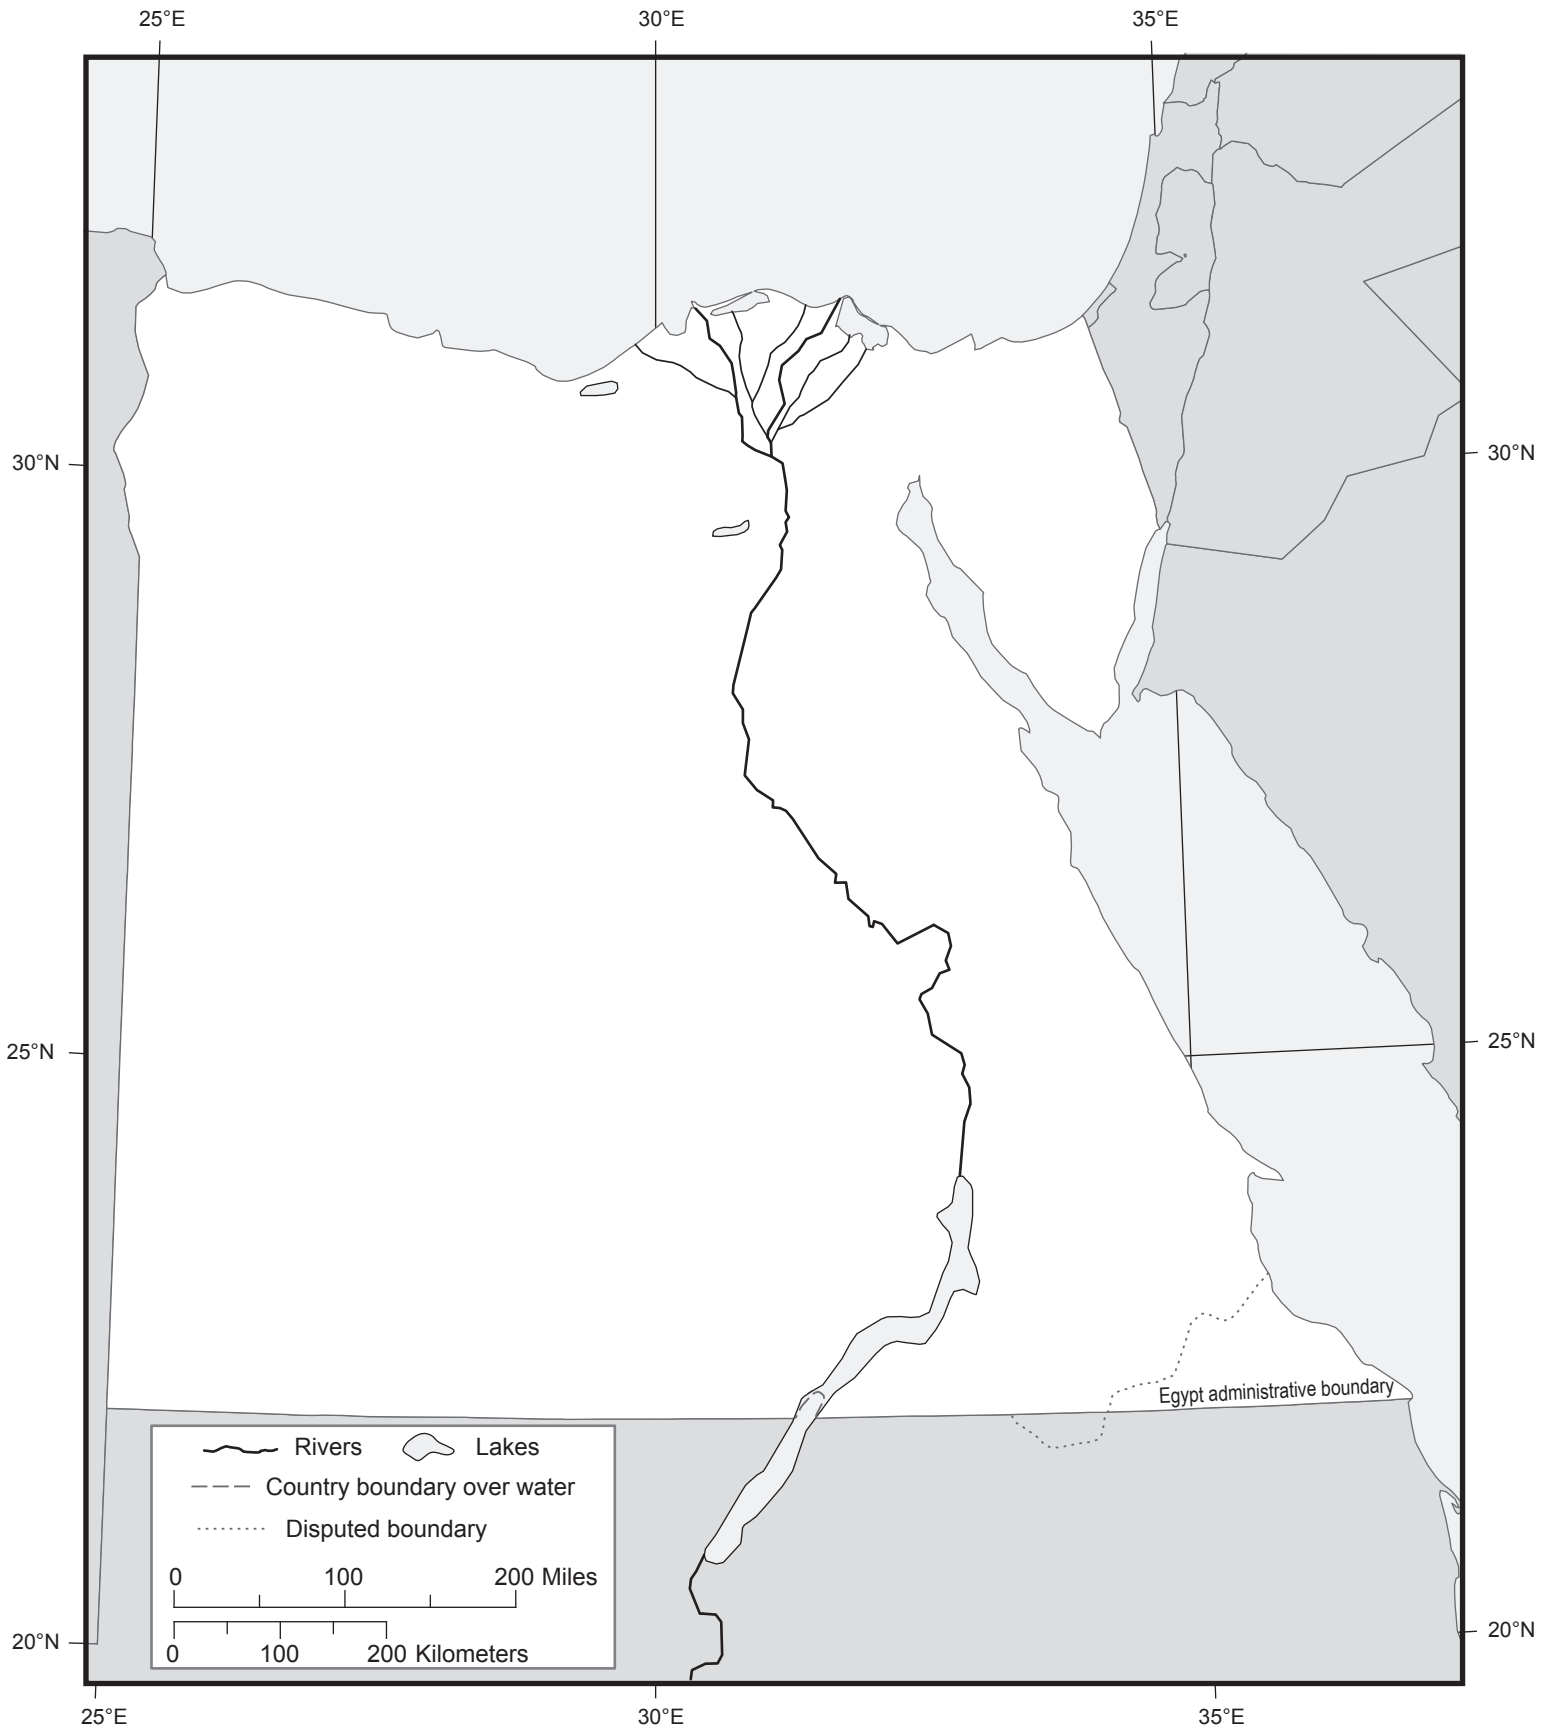 25°E 30°E 35°E
30°N 30°N
25°N 25°N
Egypt administrative boundary
Rivers Lakes
Country boundary over water
Disputed boundary
0 100 200 Miles
0 100 200 Kilometers
20°N 20°N
25°E 30°E 35°E